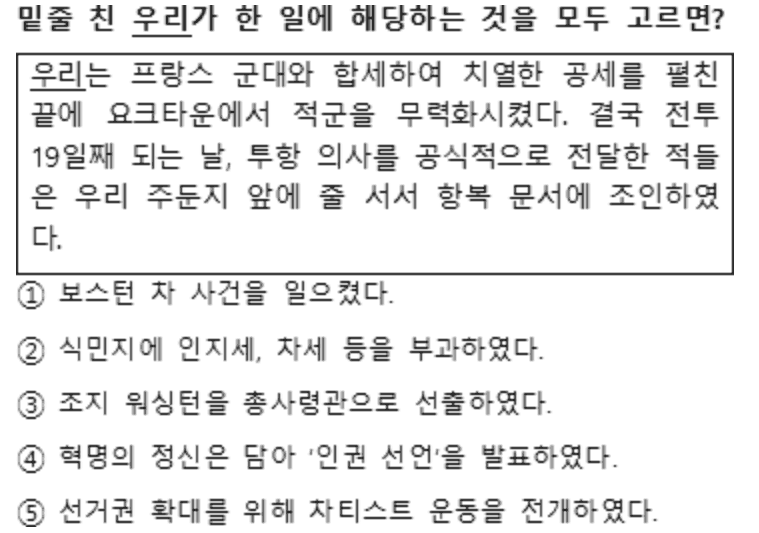 밑줄 친 우리가 한 일에 해당하는 것을 모두 고르면?
우리는 프랑스 군대와 합세하여 치열한 공세를 펼친
끝에 요크타운에서 적군을 무력화시켰다. 결국 전투
19일째 되는 날, 투항 의사를 공식적으로 전달한 적들
은 우리 주둔지 앞에 줄 서서 항복 문서에 조인하였
다.
① 보스턴 차 사건을 일으켰다.
② 식민지에 인지세, 차세 등을 부과하였다.
③ 조지 워싱턴을 총사령관으로 선출하였다.
④ 혁명의 정신은 담아 '인권 선언'을 발표하였다.
⑤ 선거권 확대를 위해 차티스트 운동을 전개하였다.